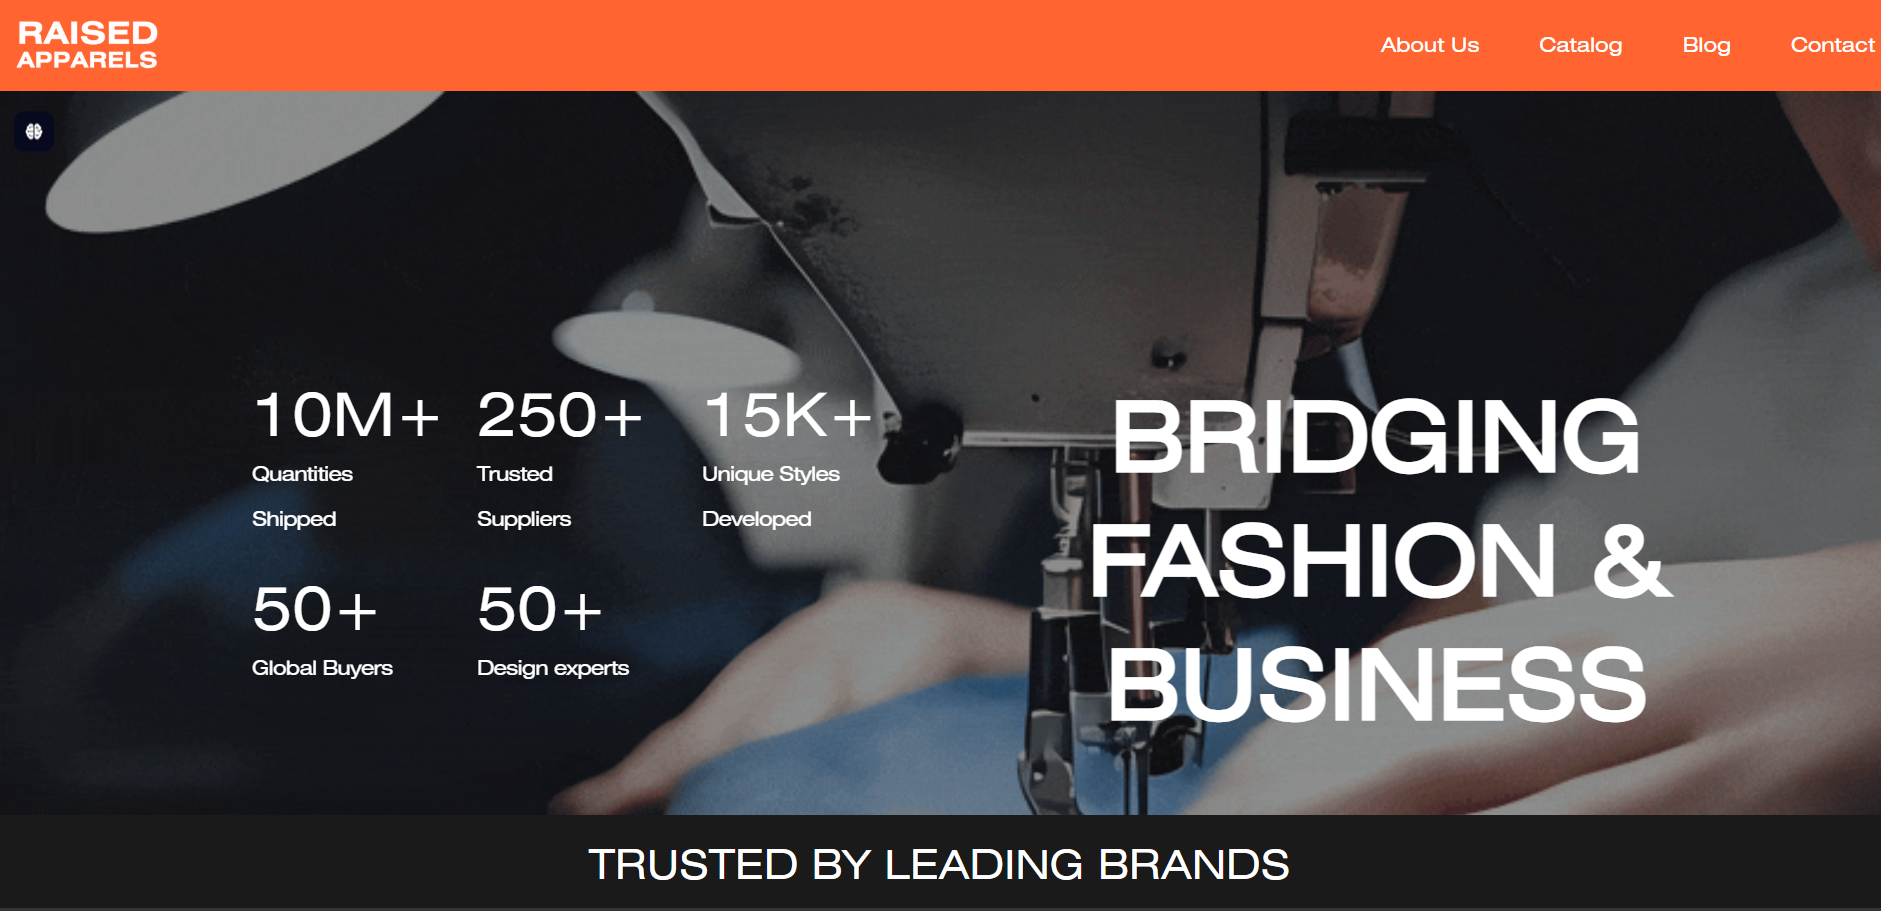 RAISED
APPARELS
About Us
Catalog
Blog
Contact
10M+
Quantities
Shipped
250+
Trusted
Suppliers
15K+
Unique Styles
Developed
50+
Global Buyers
50+
Design experts
BRIDGING
FASHION &
BUSINESS
TRUSTED BY LEADING BRANDS